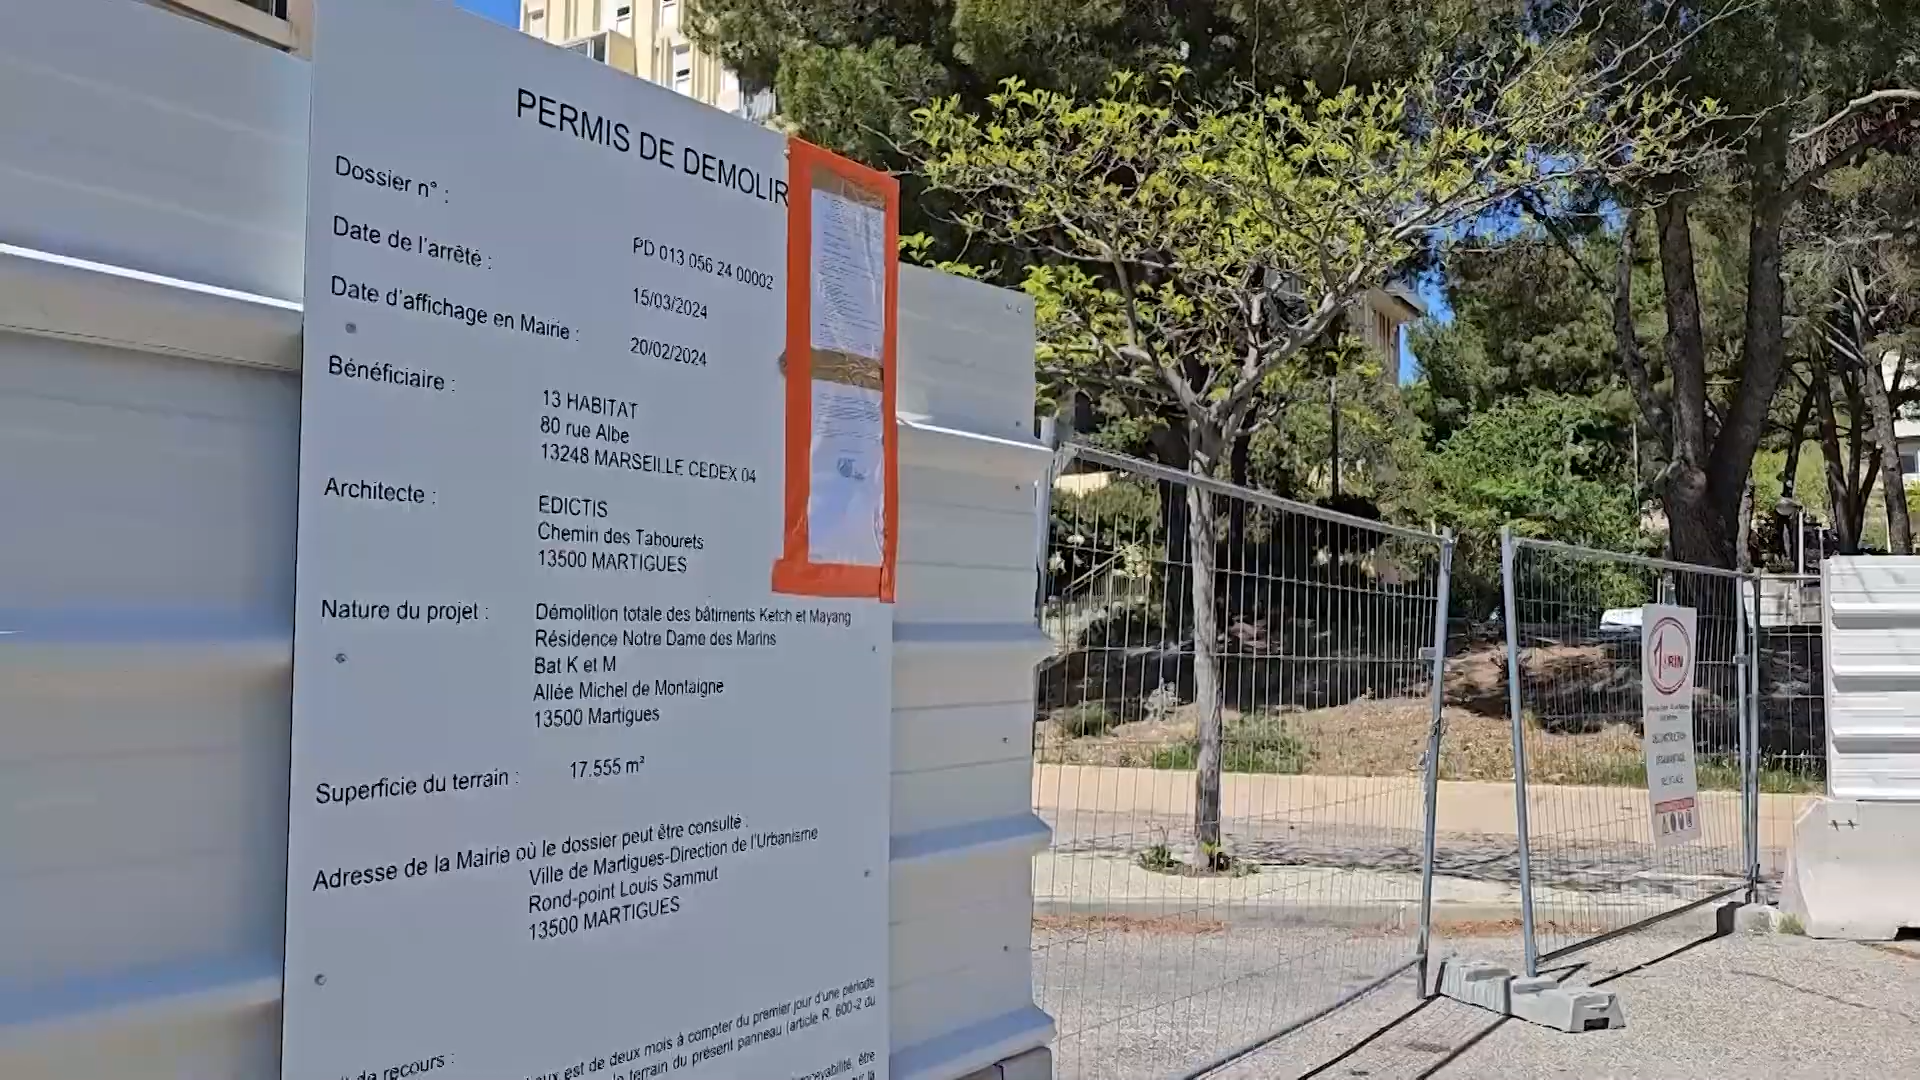 PERMIS DE DEMOLIR
Dossier n° : PD 013 056 24 00002
Date de l'arrêté : 15/03/2024
Date d'affichage en Mairie : 20/02/2024
Bénéficiaire :
13 HABITAT
80 rue Albe
13248 MARSEILLE CEDEX 04
Architecte :
EDICTIS
Chemin des Tabourets
13500 MARTIGUES
Nature du projet : Démolition totale des bâtiments Ketch et Mayang
Résidence Notre Dame des Marins
Bat K et M
Allée Michel de Montaigne
13500 Martigues
Superficie du terrain : 17.555 m²
Adresse de la Mairie où le dossier peut être consulté :
Ville de Martigues-Direction de l'Urbanisme
Rond-point Louis Sammut
13500 MARTIGUES
de recours :
est de deux mois à compter du premier jour d'une période
terrain du présent panneau (article R. 600-2 du
être